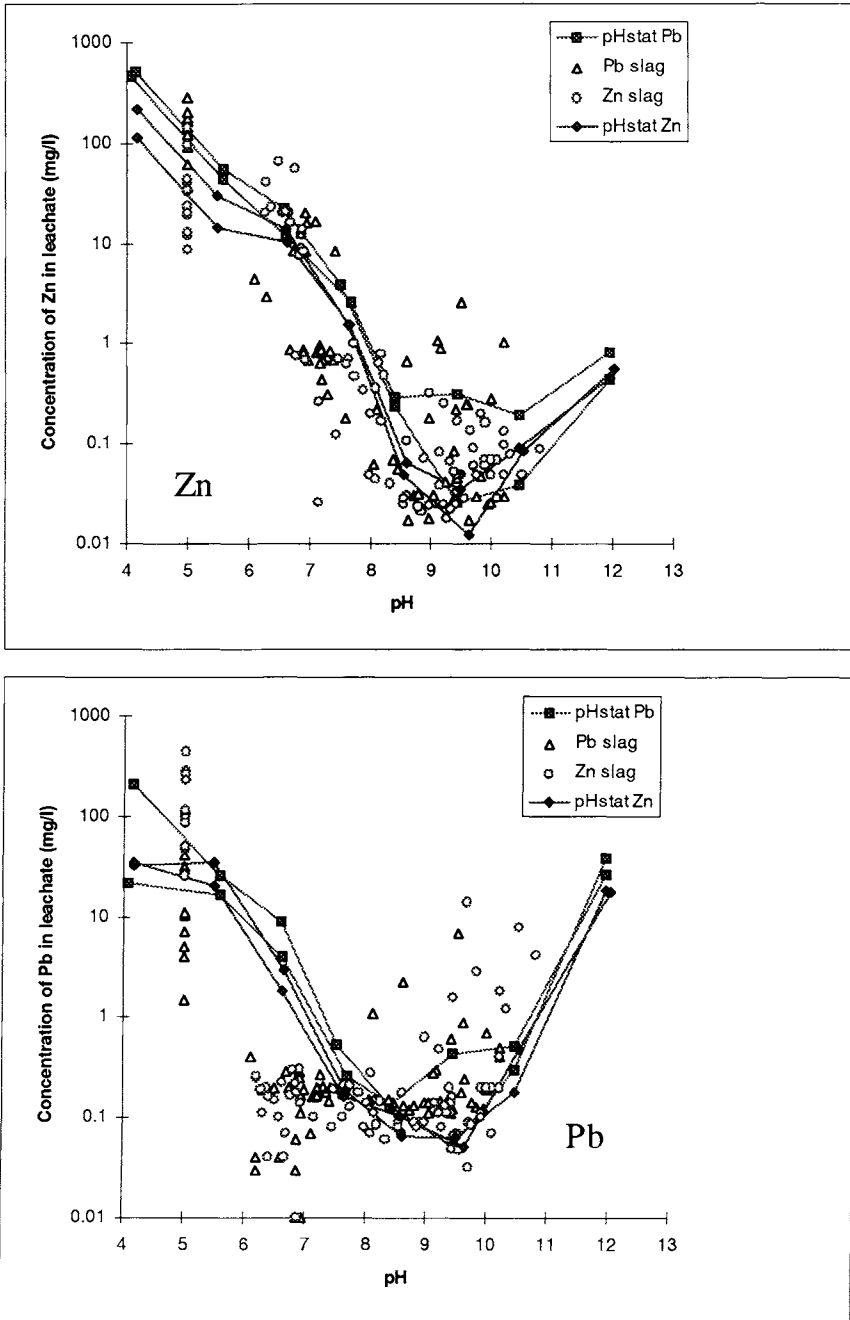 1000
100
10
1
0.1
0.01
Concentration of Zn in leachate (mg/l)
pHstat Pb
Pb slag
Zn slag
pHstat Zn
Zn
4 5 6 7 8 9 10 11 12 13
pH
1000
100
10
1
0.1
0.01
Concentration of Pb in leachate (mg/l)
pHstat Pb
Pb slag
Zn slag
pHstat Zn
Pb
4 5 6 7 8 9 10 11 12 13
pH